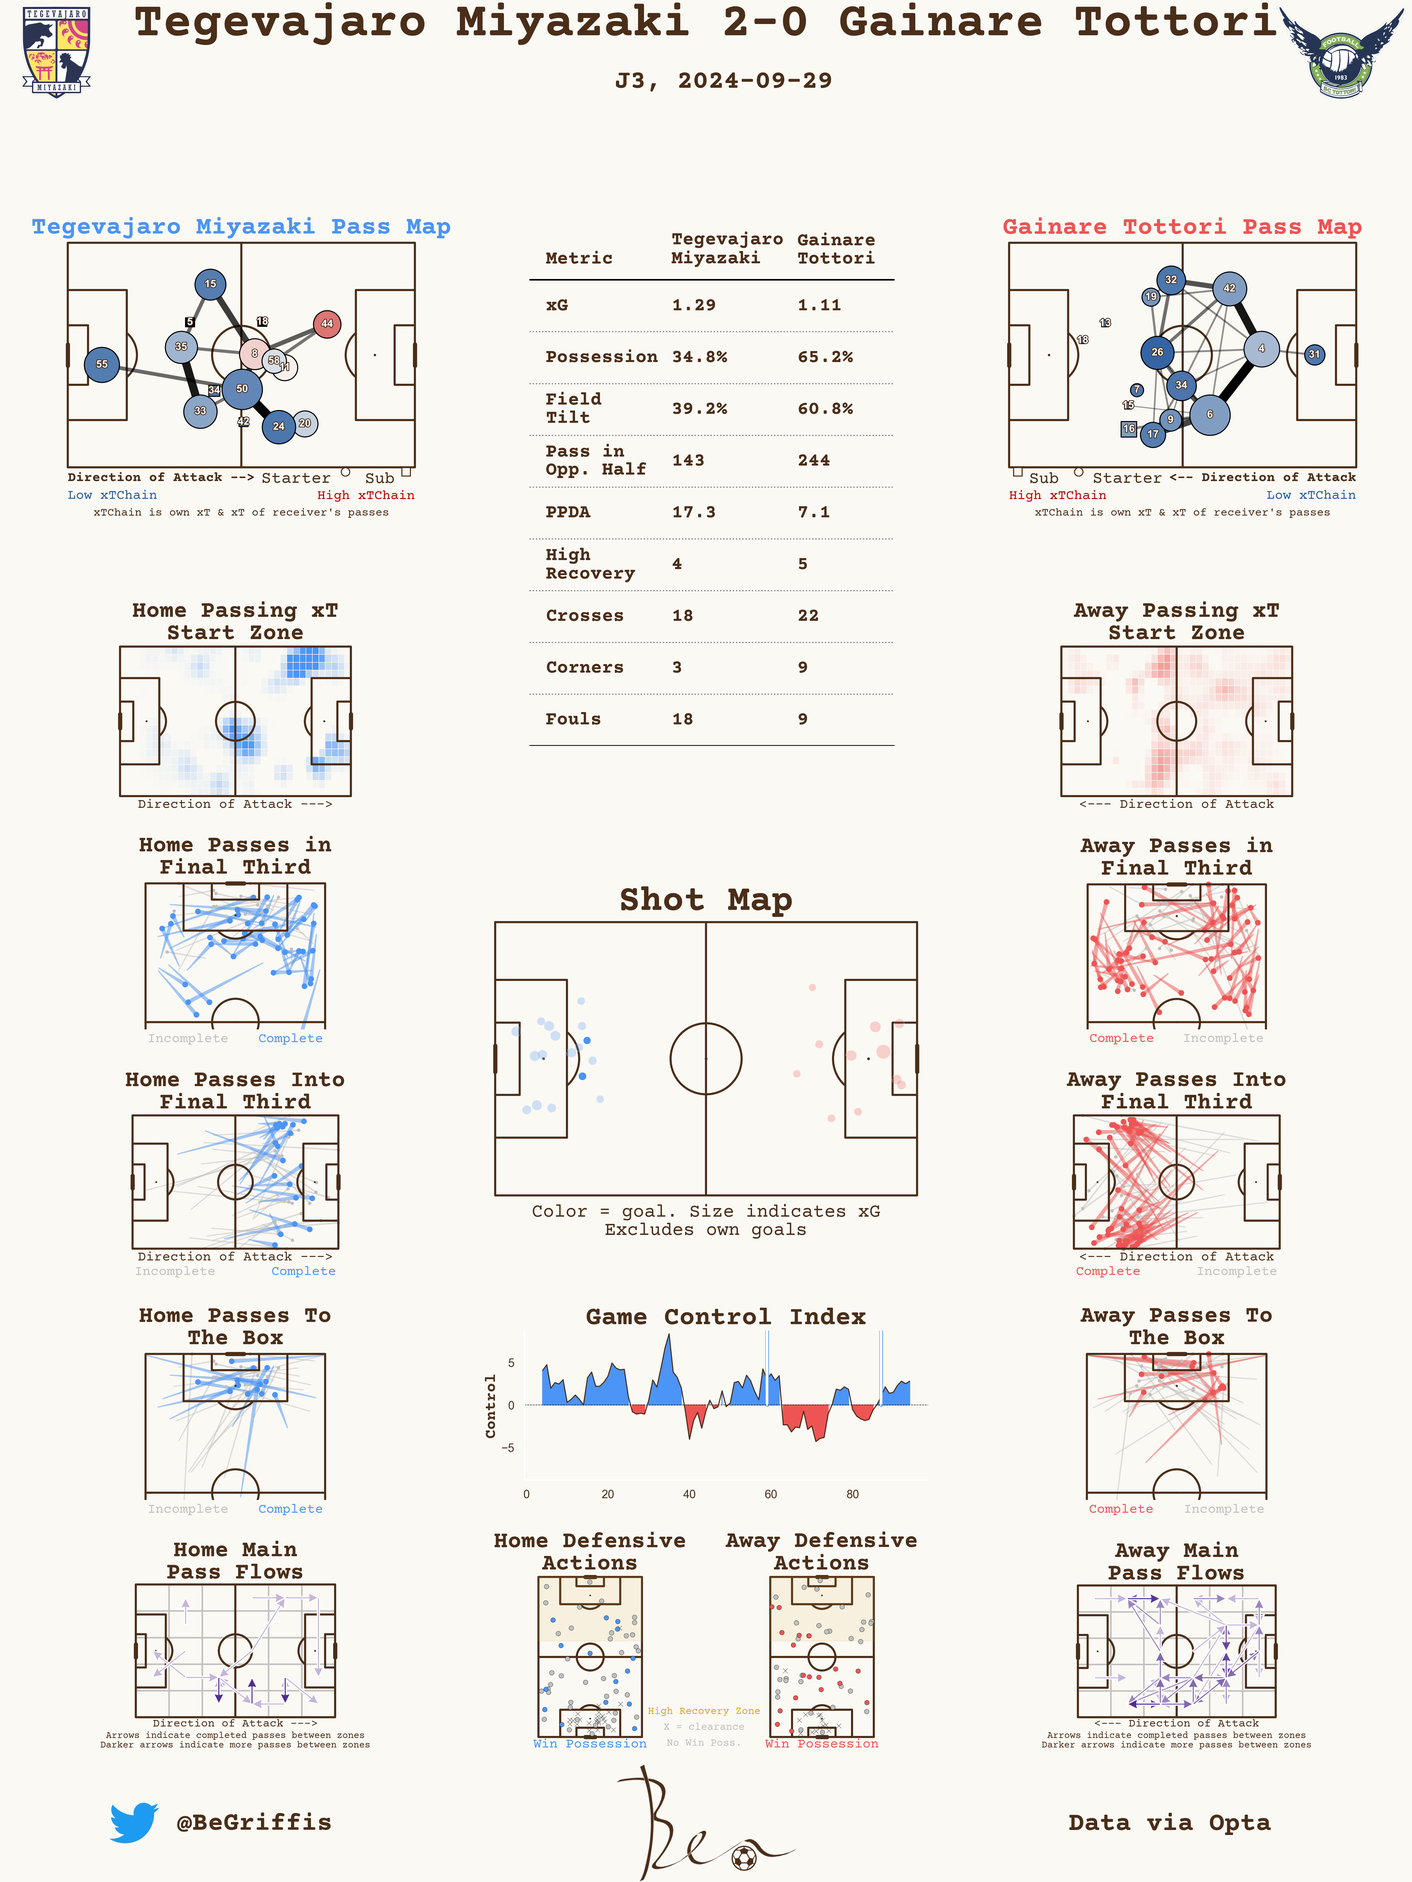 Tegevajaro Miyazaki 2-0 Gainare Tottori
J3, 2024-09-29
TEGEVAJARO
MIYAZAKI
FOOTBALL
1983
S.C TOTTORI
Tegevajaro Miyazaki Pass Map
15
5
18
44
35
8
58
11
55
34
50
33
42
24
20
Direction of Attack --> Starter Sub
Low xTChain High xTChain
xTChain is own xT & xT of receiver's passes
Metric Tegevajaro Miyazaki Gainare Tottori
xG 1.29 1.11
Possession 34.8% 65.2%
Field Tilt 39.2% 60.8%
Pass in Opp. Half 143 244
PPDA 17.3 7.1
High Recovery 4 5
Crosses 18 22
Corners 3 9
Fouls 18 9
Gainare Tottori Pass Map
32
19
42
13
18
26
4
31
7
34
15
9
6
16
17
Sub Starter <-- Direction of Attack
High xTChain Low xTChain
xTChain is own xT & xT of receiver's passes
Home Passing xT
Start Zone
Direction of Attack --->
Away Passing xT
Start Zone
<--- Direction of Attack
Home Passes in
Final Third
Incomplete Complete
Away Passes in
Final Third
Complete Incomplete
Shot Map
Color = goal. Size indicates xG
Excludes own goals
Home Passes Into
Final Third
Direction of Attack --->
Incomplete Complete
Away Passes Into
Final Third
<--- Direction of Attack
Complete Incomplete
Home Passes To
The Box
Incomplete Complete
Game Control Index
Control
5
0
−5
0 20 40 60 80
Away Passes To
The Box
Complete Incomplete
Home Main
Pass Flows
Direction of Attack --->
Arrows indicate completed passes between zones
Darker arrows indicate more passes between zones
Home Defensive
Actions
Win Possession
High Recovery Zone
X = clearance
No Win Poss.
Away Defensive
Actions
Win Possession
Away Main
Pass Flows
<--- Direction of Attack
Arrows indicate completed passes between zones
Darker arrows indicate more passes between zones
@BeGriffis
Ben
Data via Opta